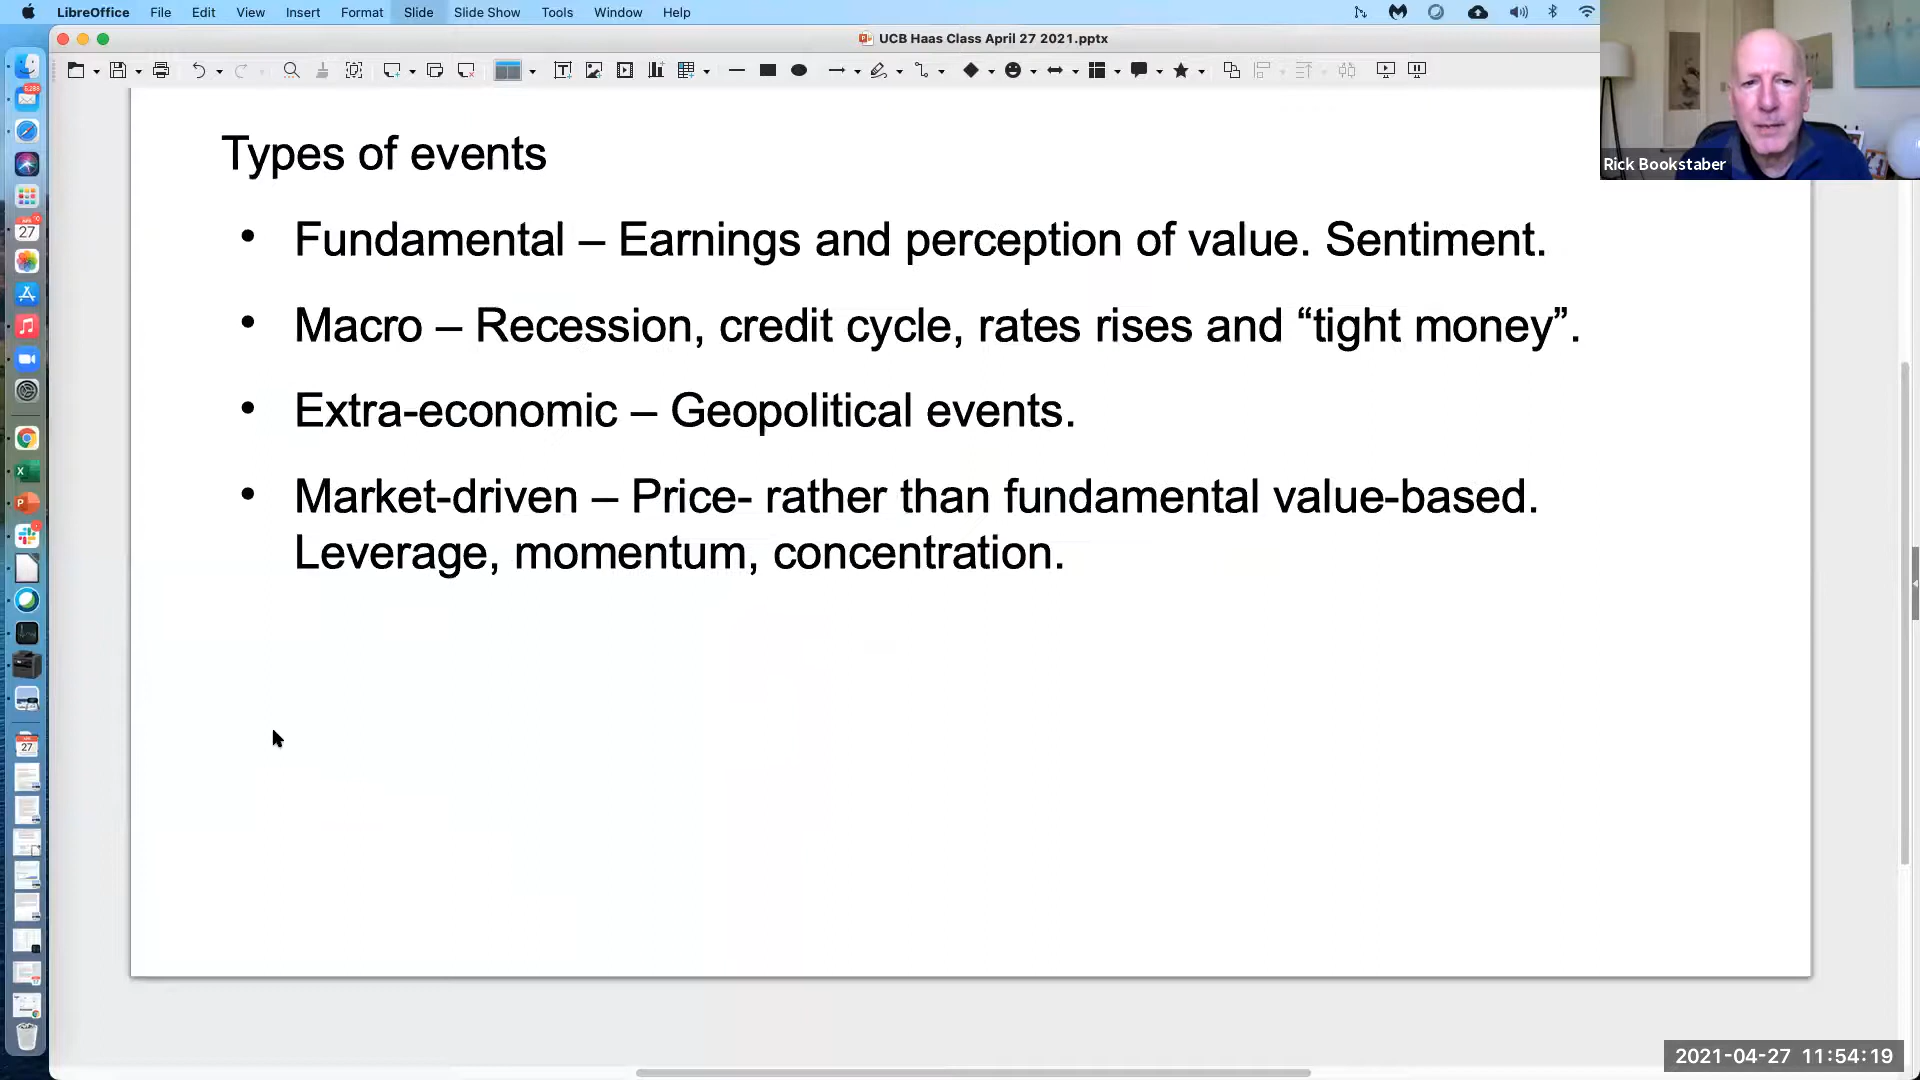 LibreOffice File Edit View Insert Format Slide Slide Show Tools Window Help
UCB Haas Class April 27 2021.pptx
Rick Bookstaber
Types of events
• Fundamental – Earnings and perception of value. Sentiment.
• Macro – Recession, credit cycle, rates rises and “tight money”.
• Extra-economic – Geopolitical events.
• Market-driven – Price- rather than fundamental value-based.
Leverage, momentum, concentration.
27
27
2021-04-27 11:54:19